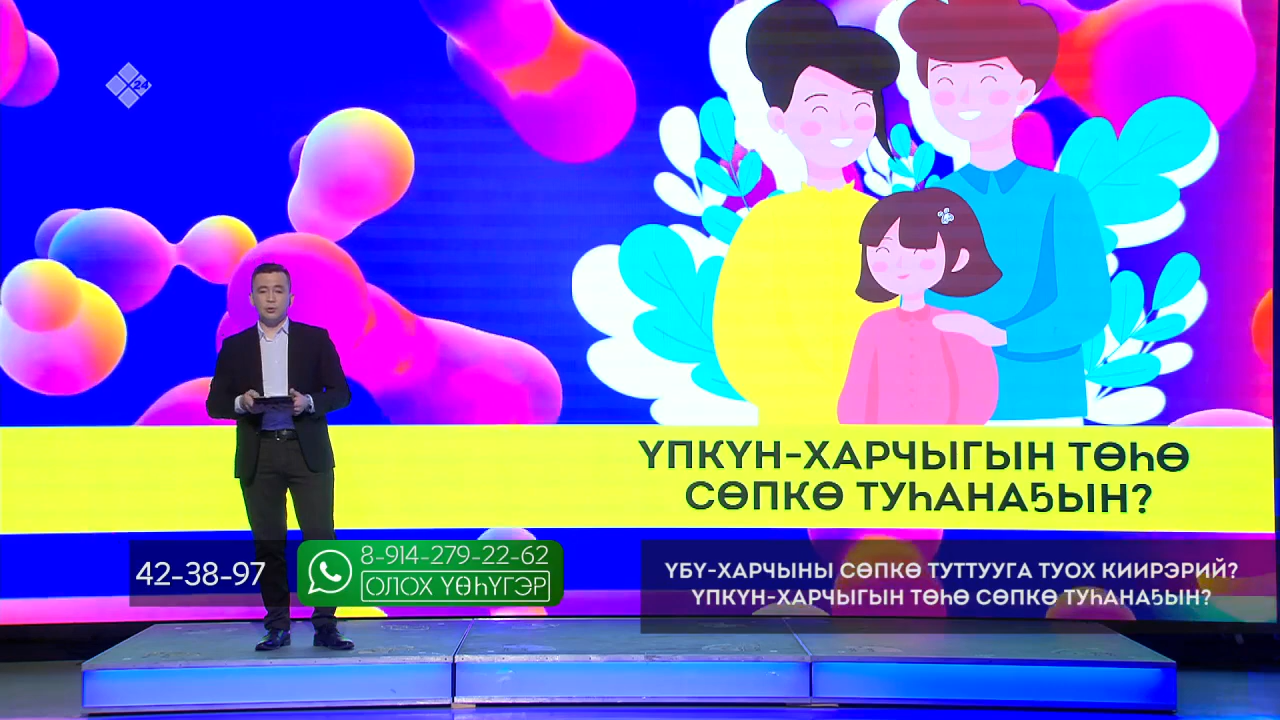 24
ҮПКҮН-ХАРЧЫГЫН ТӨҺӨ
СӨПКӨ ТУҺАНАҔЫН?
42-38-97
8-914-279-22-62
ОЛОХ ҮӨҺҮГЭР
ҮБҮ-ХАРЧЫНЫ СӨПКӨ ТУТТУУГА ТУОХ КИИРЭРИЙ?
ҮПКҮН-ХАРЧЫГЫН ТӨҺӨ СӨПКӨ ТУҺАНАҔЫН?